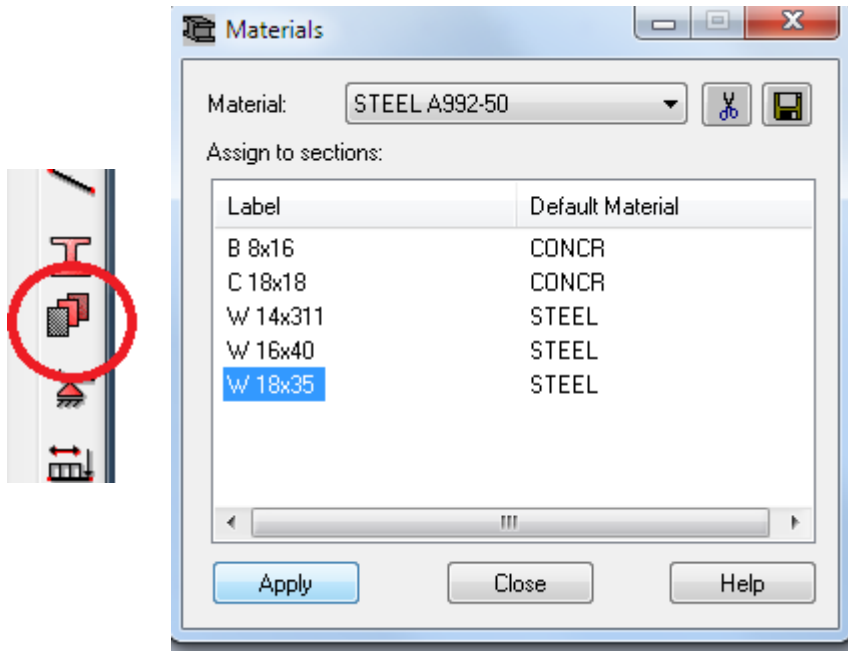 Materials
Material: STEEL A992-50
Assign to sections:
Label Default Material
B 8x16 CONCR
C 18x18 CONCR
W 14x311 STEEL
W 16x40 STEEL
W 18x35 STEEL
Apply Close Help